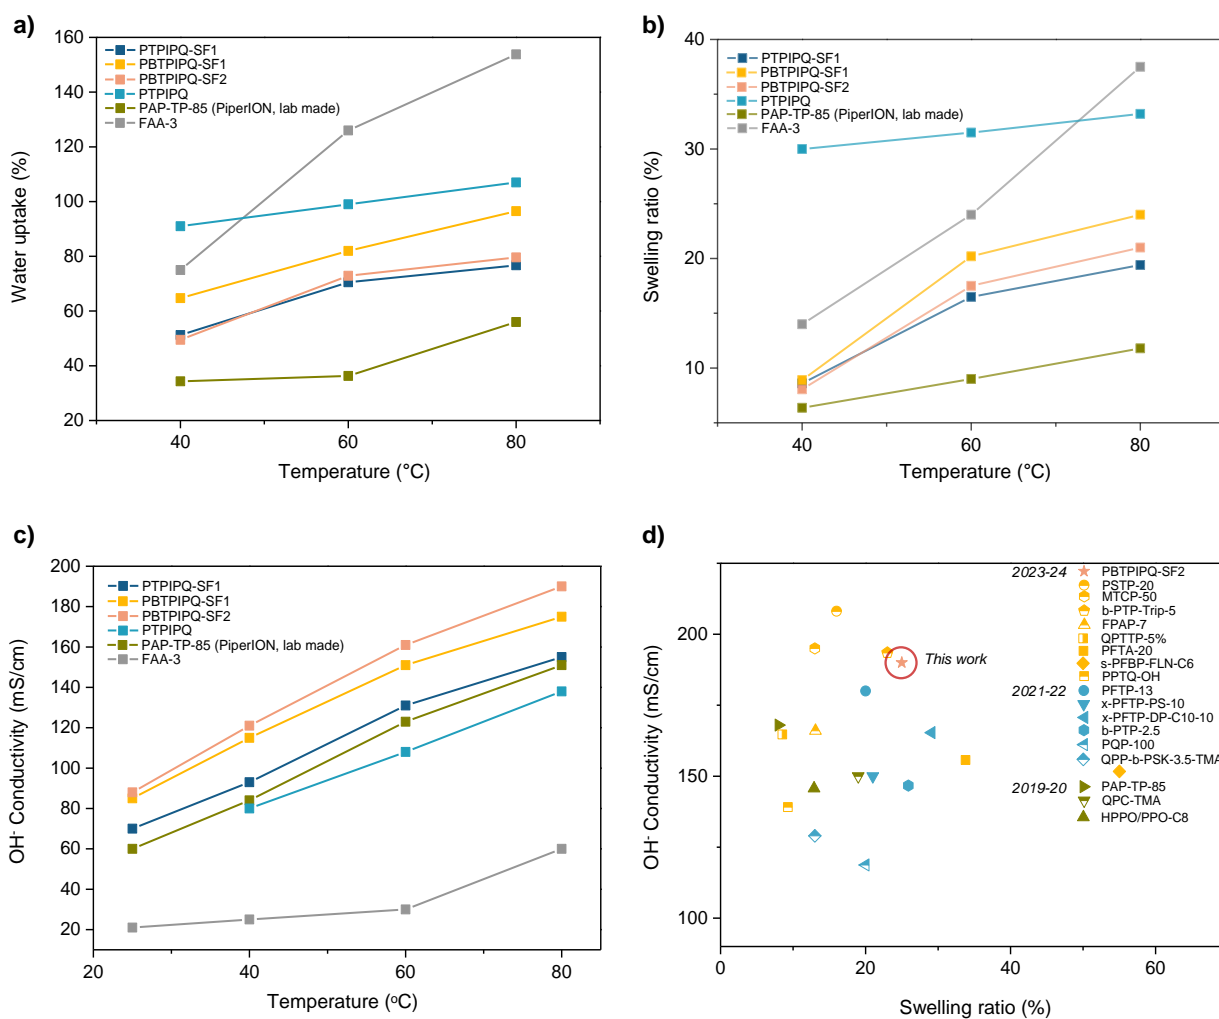 a)
160
140
120
100
80
60
40
20
Water uptake (%)
PTPIPQ-SF1
PBTPIPQ-SF1
PBTPIPQ-SF2
PTPIPQ
PAP-TP-85 (PiperION, lab made)
FAA-3
40 60 80
Temperature (°C)
b)
40
30
20
10
Swelling ratio (%)
PTPIPQ-SF1
PBTPIPQ-SF1
PBTPIPQ-SF2
PTPIPQ
PAP-TP-85 (PiperION, lab made)
FAA-3
40 60 80
Temperature (°C)
c)
200
180
160
140
120
100
80
60
40
20
OH⁻ Conductivity (mS/cm)
PTPIPQ-SF1
PBTPIPQ-SF1
PBTPIPQ-SF2
PTPIPQ
PAP-TP-85 (PiperION, lab made)
FAA-3
20 40 60 80
Temperature (°C)
d)
200
150
100
OH⁻ Conductivity (mS/cm)
This work
2023-24 PBTPIPQ-SF2
PSTP-20
MTCP-50
b-PTP-Trip-5
FPAP-7
QPTTP-5%
PFTA-20
s-PFBP-FLN-C6
PPTQ-OH
2021-22 PFTP-13
x-PFTP-PS-10
x-PFTP-DP-C10-10
b-PTP-2.5
PQP-100
QPP-b-PSK-3.5-TMA
2019-20 PAP-TP-85
QPC-TMA
HPPO/PPO-C8
0 20 40 60
Swelling ratio (%)